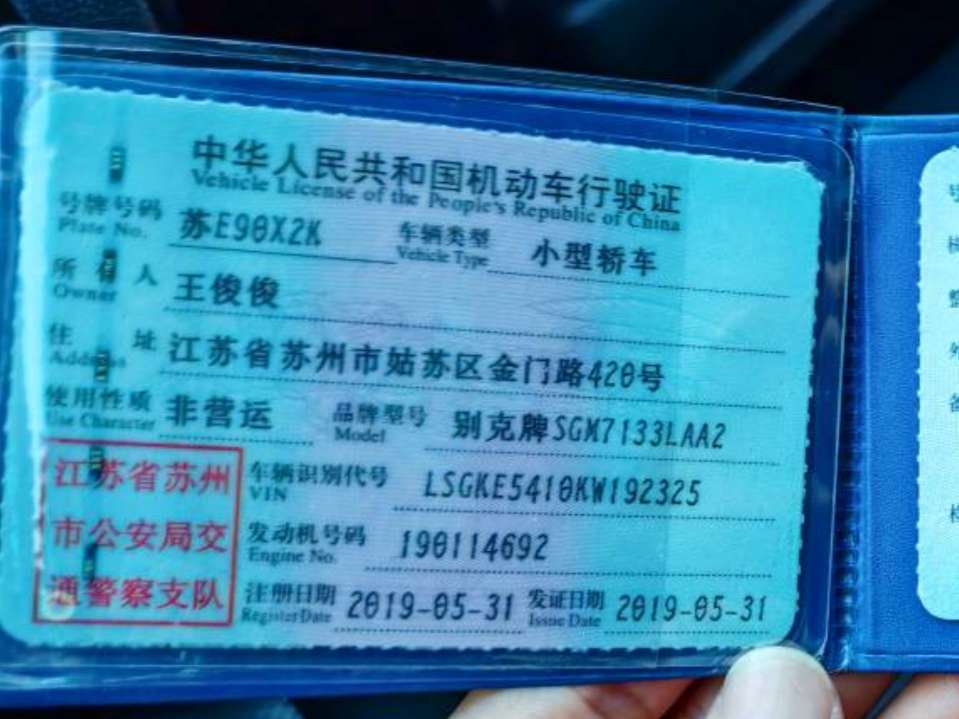 中华人民共和国机动车行驶证
Vehicle License of the People's Republic of China
号牌号码 苏E90X2K 车辆类型 小型轿车
Plate No. Vehicle Type
所有人 王俊俊
Owner
住址 江苏省苏州市姑苏区金门路420号
Address
使用性质 非营运 品牌型号 别克牌SGM7133LAA2
Use Character Model
江苏省苏州 车辆识别代号 LSGKE5410KW192325
VIN
市公安局交 发动机号码 190114692
Engine No.
通警察支队 注册日期 2019-05-31 发证日期 2019-05-31
Register Date Issue Date
号